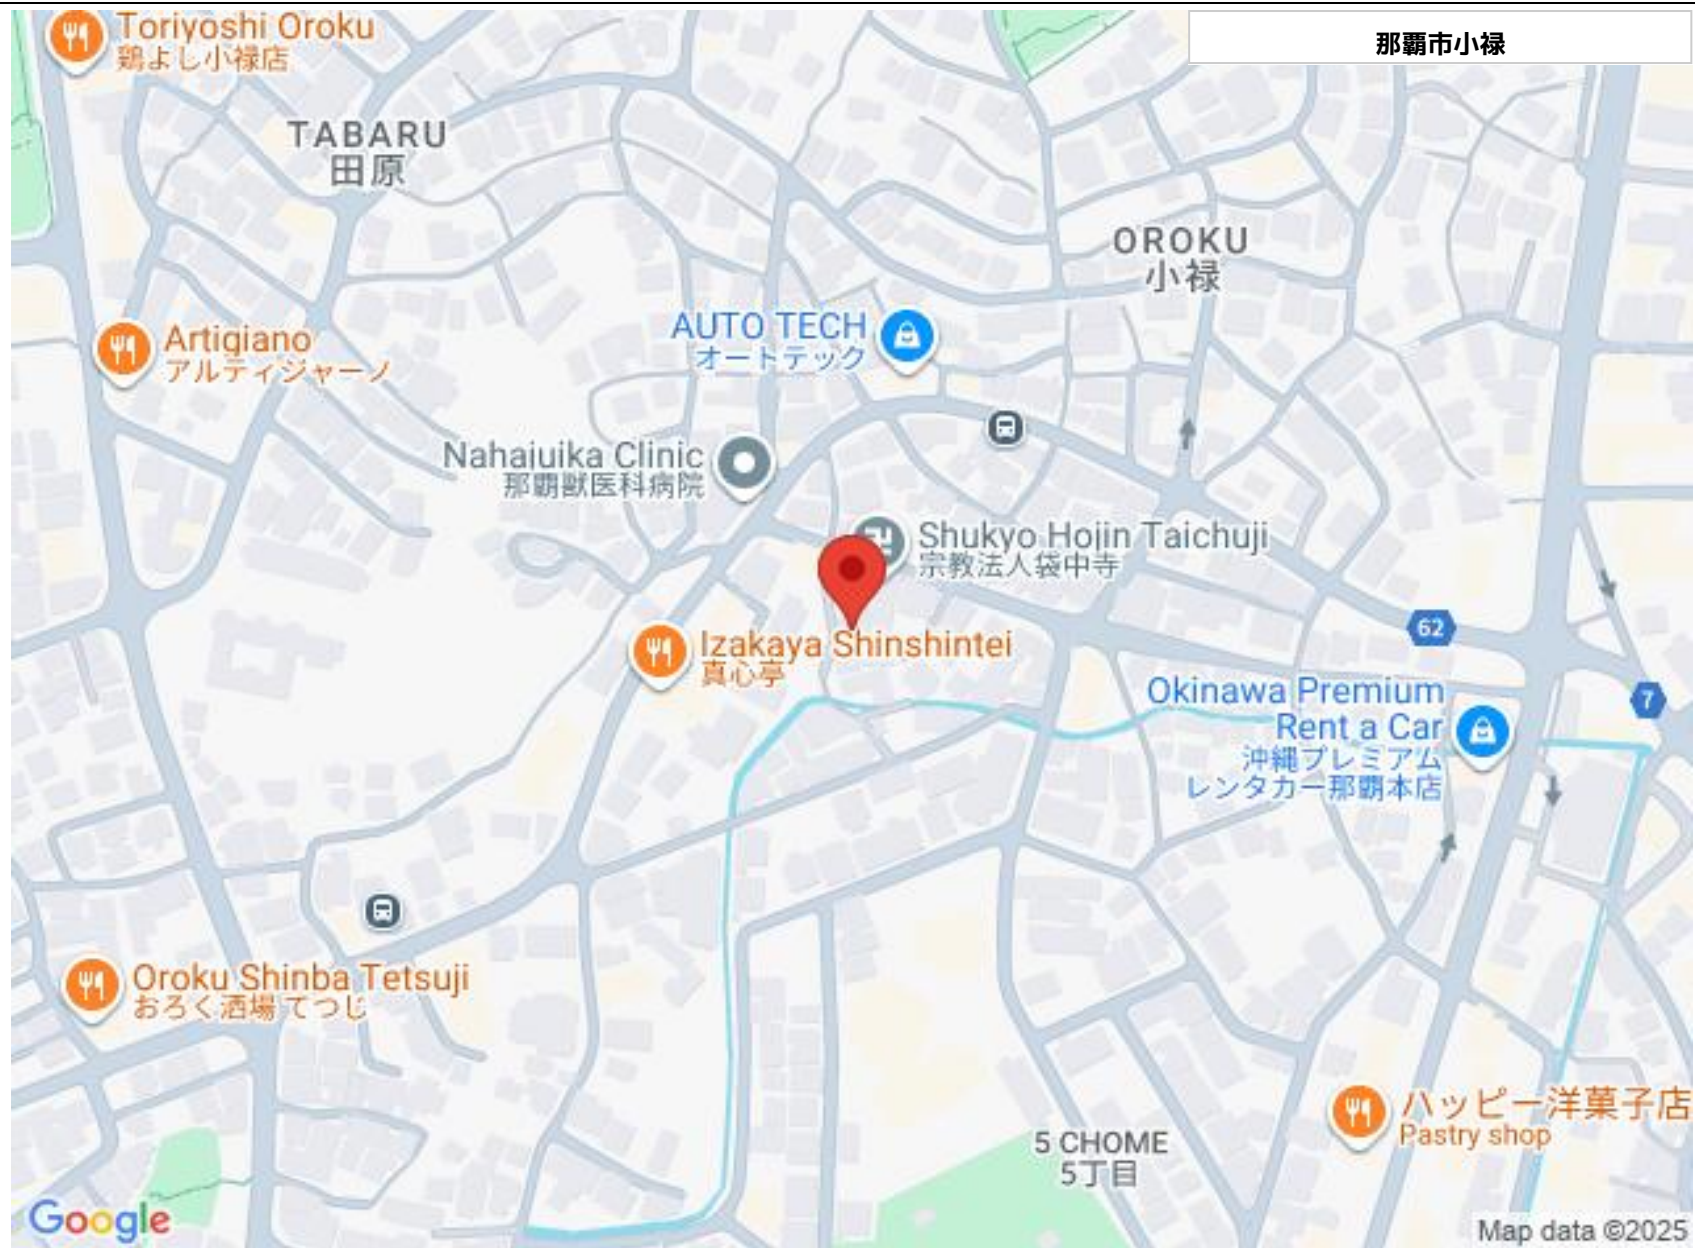 那覇市小禄
Toriyoshi Oroku
鶏よし小禄店
TABARU
田原
OROKU
小禄
AUTO TECH
オートテック
Artigiano
アルティジャーノ
Nahajuika Clinic
那覇獣医科病院
Shukyo Hojin Taichuji
宗教法人袋中寺
62
Izakaya Shinshintei
真心亭
7
Okinawa Premium
Rent a Car
沖縄プレミアム
レンタカー那覇本店
Oroku Shinba Tetsuji
おろく酒場 てつじ
ハッピー洋菓子店
Pastry shop
5 CHOME
5丁目
Google
Map data ©2025